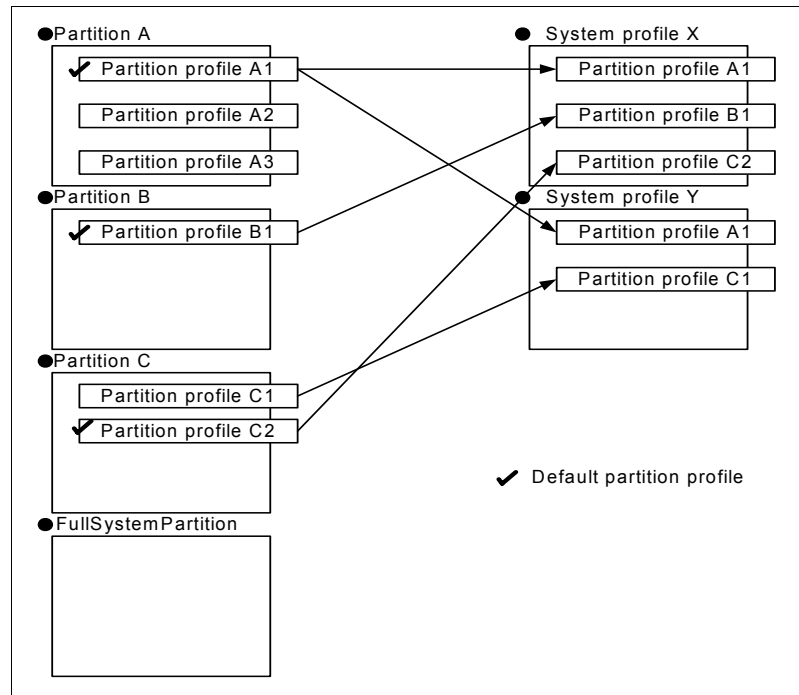 Partition A
Partition profile A1
Partition profile A2
Partition profile A3
Partition B
Partition profile B1
Partition C
Partition profile C1
Partition profile C2
FullSystemPartition
System profile X
Partition profile A1
Partition profile B1
Partition profile C2
System profile Y
Partition profile A1
Partition profile C1
Default partition profile